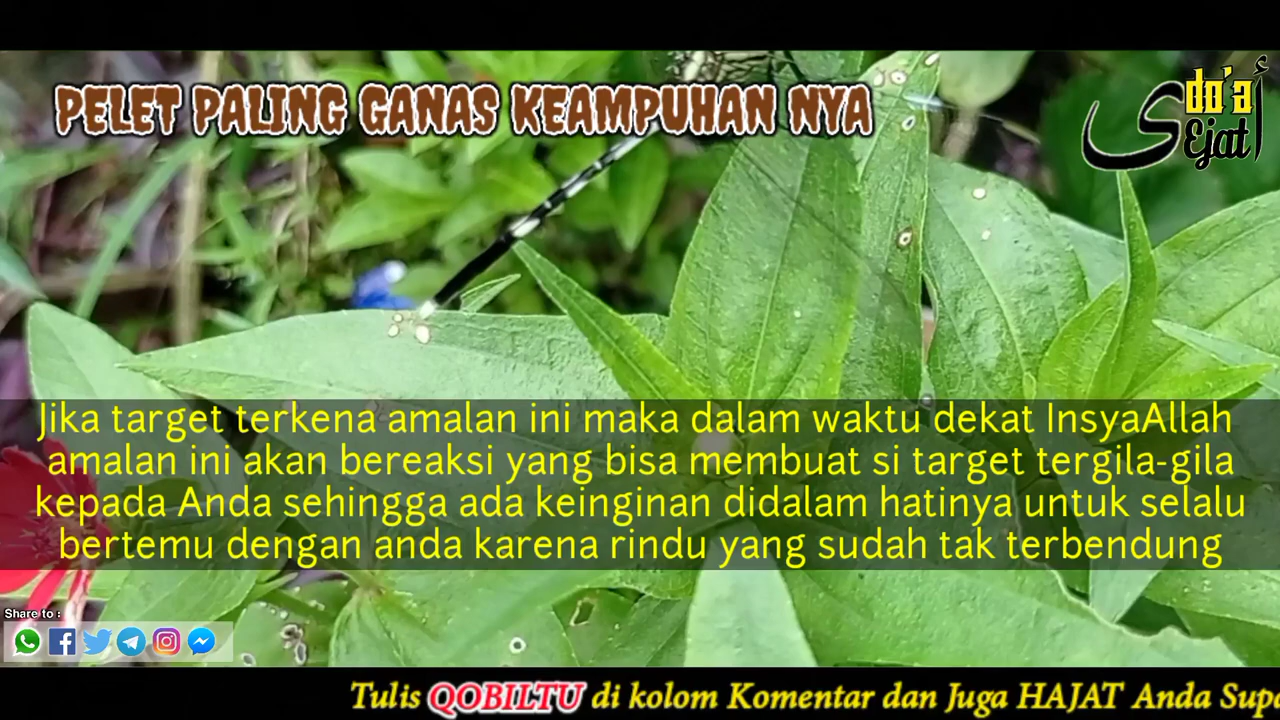 PELET PALING GANAS KEAMPUHAN NYA
do'a
Ejati
Jika target terkena amalan ini maka dalam waktu dekat InsyaAllah
amalan ini akan bereaksi yang bisa membuat si target tergila-gila
kepada Anda sehingga ada keinginan didalam hatinya untuk selalu
bertemu dengan anda karena rindu yang sudah tak terbendung
Share to :
Tulis QOBILTU di kolom Komentar dan Juga HAJAT Anda Supa